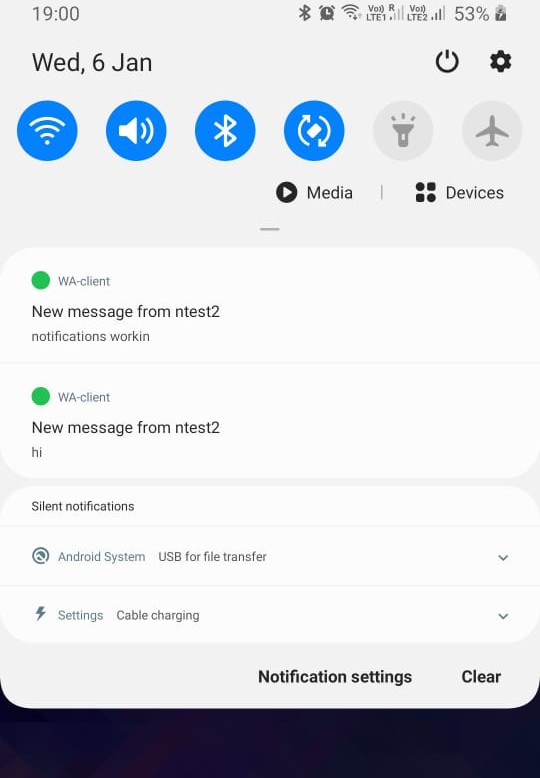 19:00
Vo)) R Vo))
LTE1 LTE2 53%
Wed, 6 Jan
Media | Devices
WA-client
New message from ntest2
notifications workin
WA-client
New message from ntest2
hi
Silent notifications
Android System USB for file transfer
Settings Cable charging
Notification settings Clear